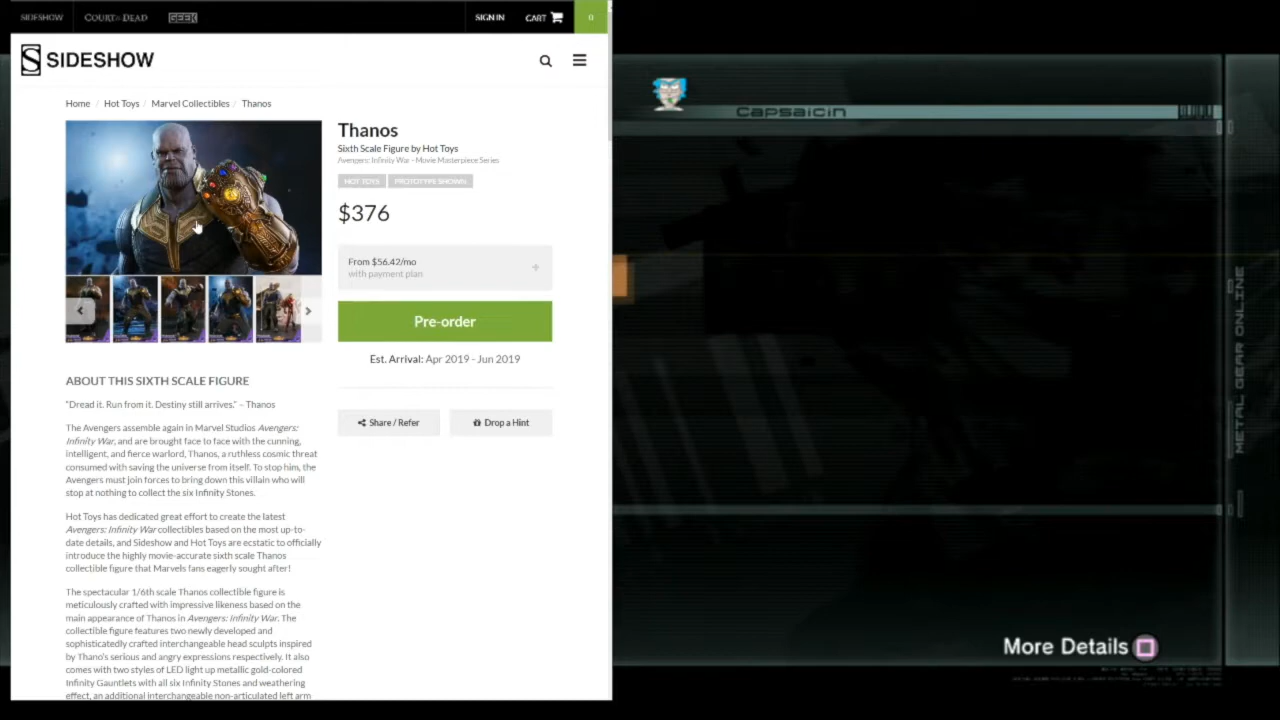 SIDESHOW
COURT OF DEAD
GEEK
SIGN IN
CART
0
SIDESHOW
Home / Hot Toys / Marvel Collectibles / Thanos
Thanos
Sixth Scale Figure by Hot Toys
Avengers: Infinity War - Movie Masterpiece Series
HOT TOYS
PROTOTYPE SHOWN
$376
From $56.42/mo
with payment plan
+
Pre-order
Est. Arrival: Apr 2019 - Jun 2019
Share / Refer
Drop a Hint
ABOUT THIS SIXTH SCALE FIGURE
“Dread it. Run from it. Destiny still arrives.” – Thanos
The Avengers assemble again in Marvel Studios Avengers:
Infinity War, and are brought face to face with the cunning,
intelligent, and fierce warlord, Thanos, a ruthless cosmic threat
consumed with saving the universe from itself. To stop him, the
Avengers must join forces to bring down this villain who will
stop at nothing to collect the six Infinity Stones.
Hot Toys has dedicated great effort to create the latest
Avengers: Infinity War collectibles based on the most up-to-
date details, and Sideshow and Hot Toys are ecstatic to officially
introduce the highly movie-accurate sixth scale Thanos
collectible figure that Marvels fans eagerly sought after!
The spectacular 1/6th scale Thanos collectible figure is
meticulously crafted with impressive likeness based on the
main appearance of Thanos in Avengers: Infinity War. The
collectible figure features two newly developed and
sophisticatedly crafted interchangeable head sculpts inspired
by Thano's serious and angry expressions respectively. It also
comes with two styles of LED light up metallic gold-colored
Infinity Gauntlets with all six Infinity Stones and weathering
effect, an additional interchangeable non-articulated left arm
Capsaicin
METAL GEAR ONLINE
More Details